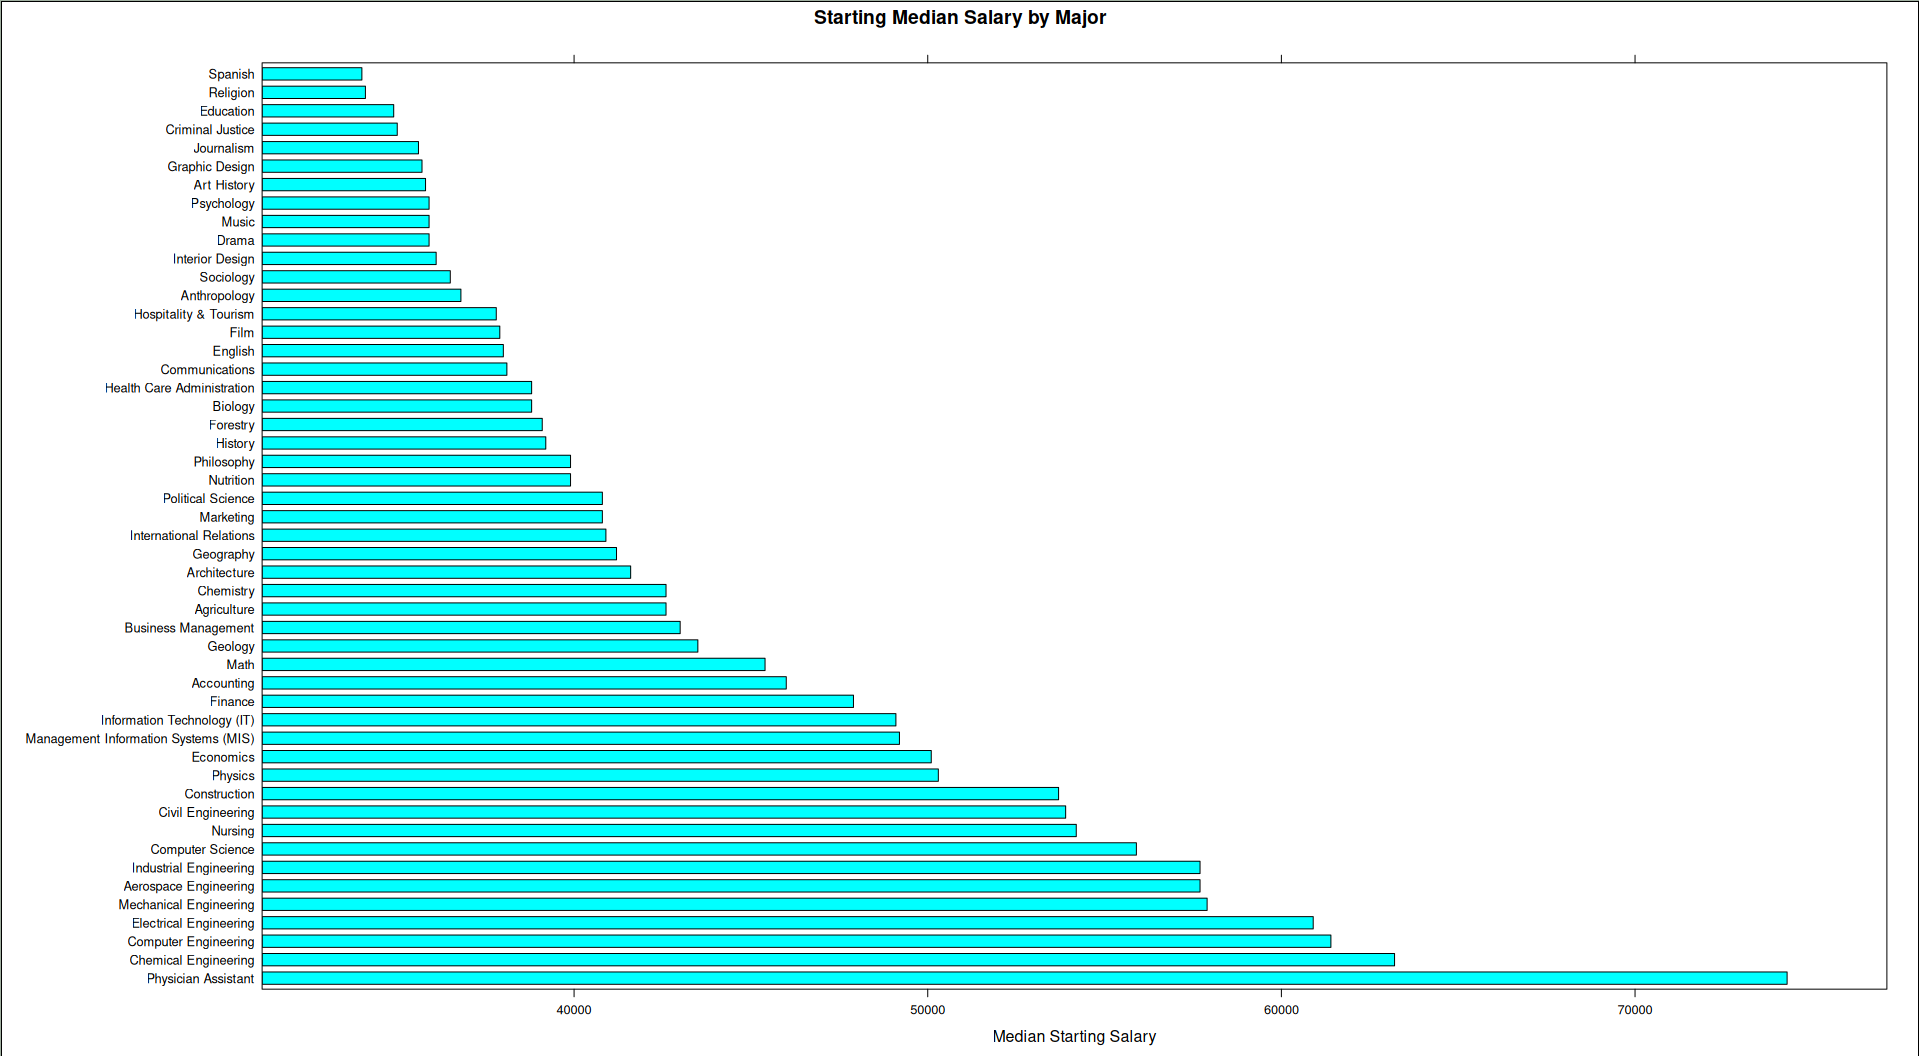 Starting Median Salary by Major
Spanish
Religion
Education
Criminal Justice
Journalism
Graphic Design
Art History
Psychology
Music
Drama
Interior Design
Sociology
Anthropology
Hospitality & Tourism
Film
English
Communications
Health Care Administration
Biology
Forestry
History
Philosophy
Nutrition
Political Science
Marketing
International Relations
Geography
Architecture
Chemistry
Agriculture
Business Management
Geology
Math
Accounting
Finance
Information Technology (IT)
Management Information Systems (MIS)
Economics
Physics
Construction
Civil Engineering
Nursing
Computer Science
Industrial Engineering
Aerospace Engineering
Mechanical Engineering
Electrical Engineering
Computer Engineering
Chemical Engineering
Physician Assistant
40000 50000 60000 70000
Median Starting Salary